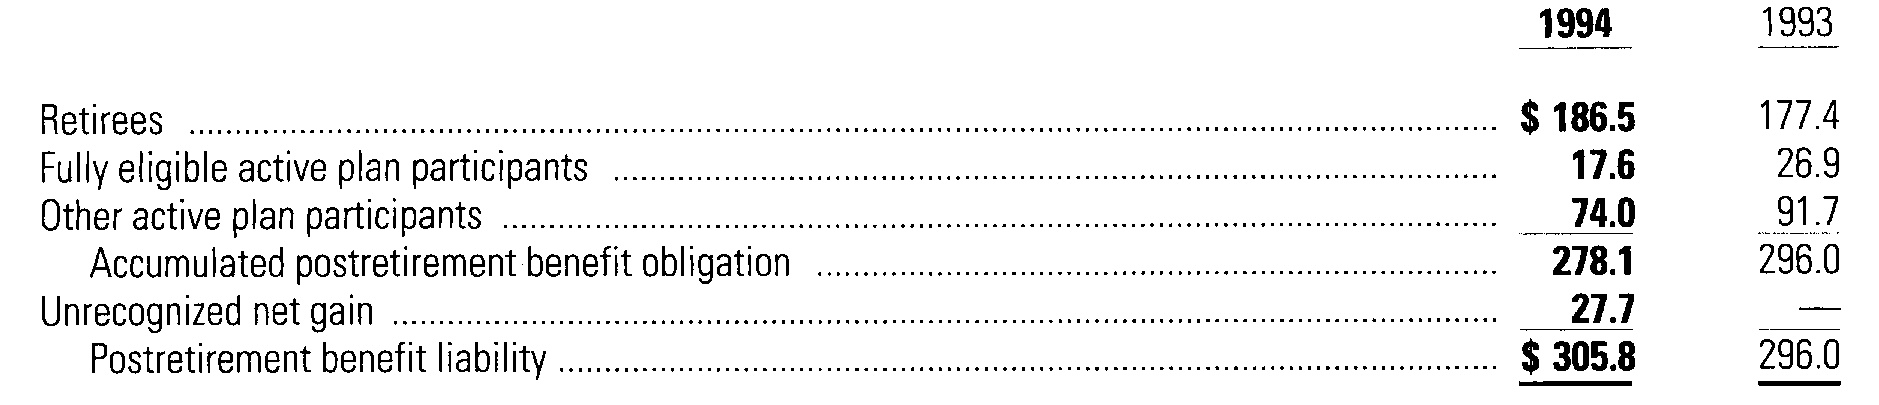 1994 1993
Retirees $ 186.5 177.4
Fully eligible active plan participants 17.6 26.9
Other active plan participants 74.0 91.7
Accumulated postretirement benefit obligation 278.1 296.0
Unrecognized net gain 27.7 —
Postretirement benefit liability $ 305.8 296.0